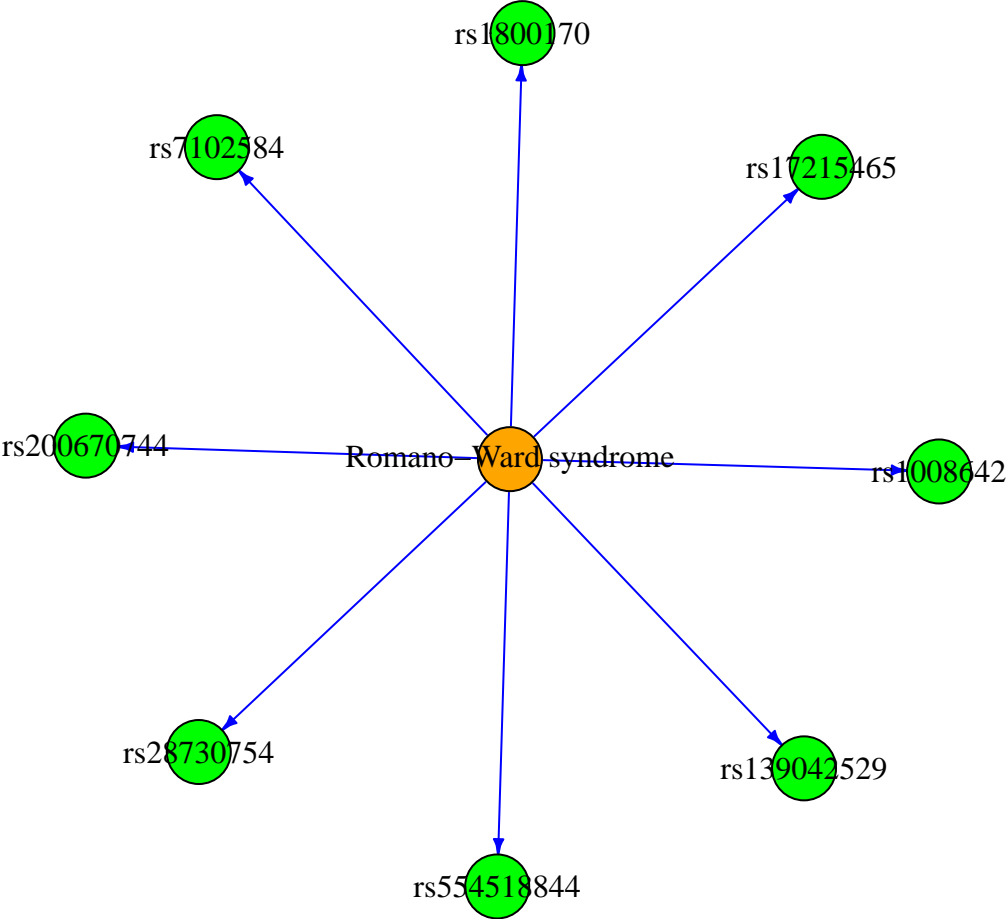 rs1800170
rs7102584
rs17215465
rs200670744
Romano–Ward syndrome
rs1008642
rs28730754
rs139042529
rs554518844